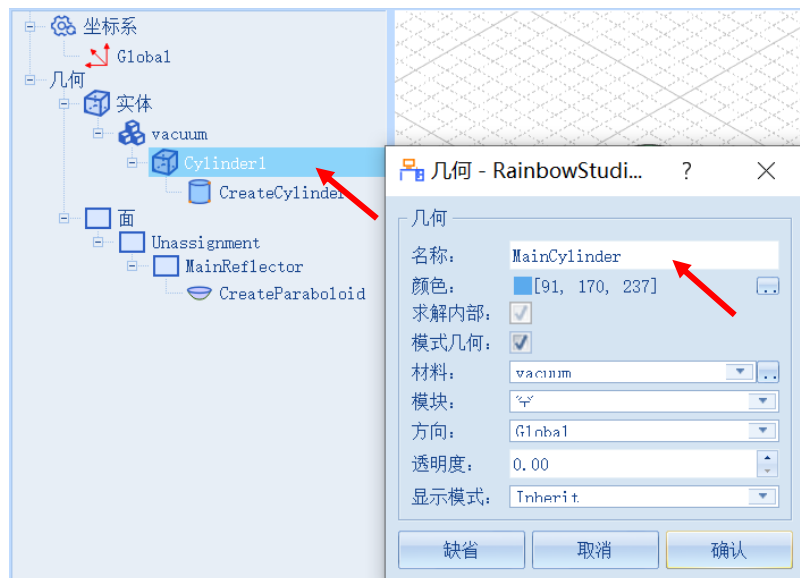 坐标系
Global
几何
实体
vacuum
Cylinder1
CreateCylinder
面
Unassignment
MainReflector
CreateParaboloid
几何 - RainbowStudi...
?
几何
名称:
MainCylinder
颜色:
[91, 170, 237]
..
求解内部:
模式几何:
材料:
vacuum
..
模块:
方向:
Global
透明度:
0.00
显示模式:
Inherit
缺省
取消
确认